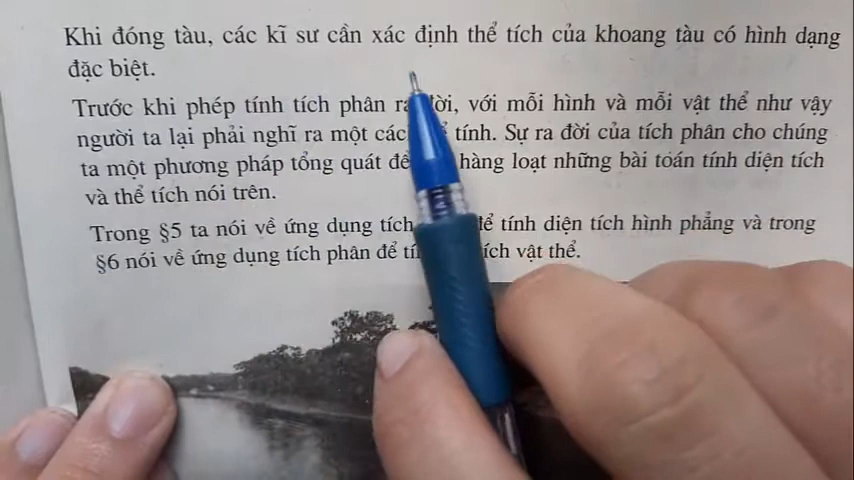 Khi đóng tàu, các kĩ sư cần xác định thể tích của khoang tàu có hình dạng
đặc biệt.
Trước khi phép tính tích phân ra đời, với mỗi hình và mỗi vật thể như vậy
người ta lại phải nghĩ ra một các tính. Sự ra đời của tích phân cho chúng
ta một phương pháp tổng quát để hàng loạt những bài toán tính diện tích
và thể tích nói trên.
Trong §5 ta nói về ứng dụng tích để tính diện tích hình phẳng và trong
§6 nói về ứng dụng tích phân để tích vật thể.